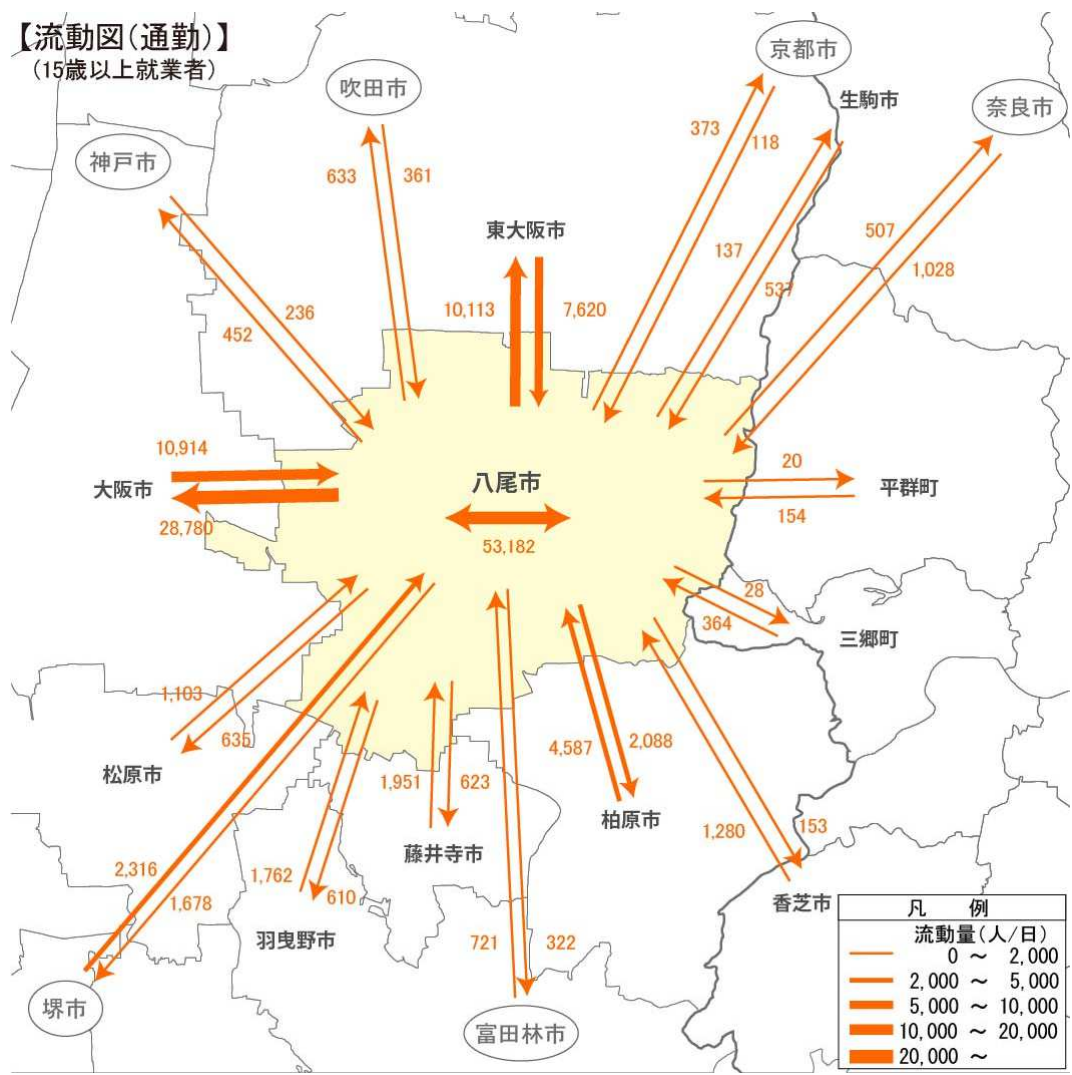 【流動図(通勤)】
(15歳以上就業者)
京都市
吹田市
生駒市
奈良市
神戸市
373
118
633
361
東大阪市
137
537
507
1,028
10,113
7,620
236
452
10,914
大阪市
28,780
八尾市
53,182
20
平群町
154
28
364
三郷町
1,103
635
松原市
4,587
2,088
1,951
623
柏原市
藤井寺市
1,280
153
香芝市
2,316
1,678
1,762
610
羽曳野市
721
322
堺市
富田林市
凡 例
流動量(人/日)
0 ~ 2,000
2,000 ~ 5,000
5,000 ~ 10,000
10,000 ~ 20,000
20,000 ~